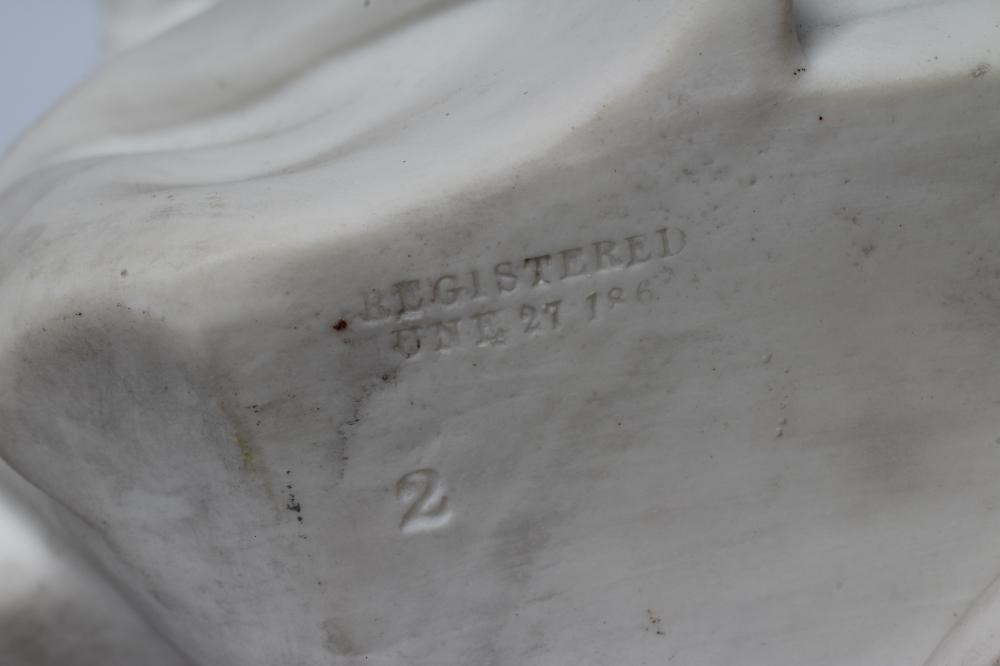 REGISTERED
UNE 27 186
2